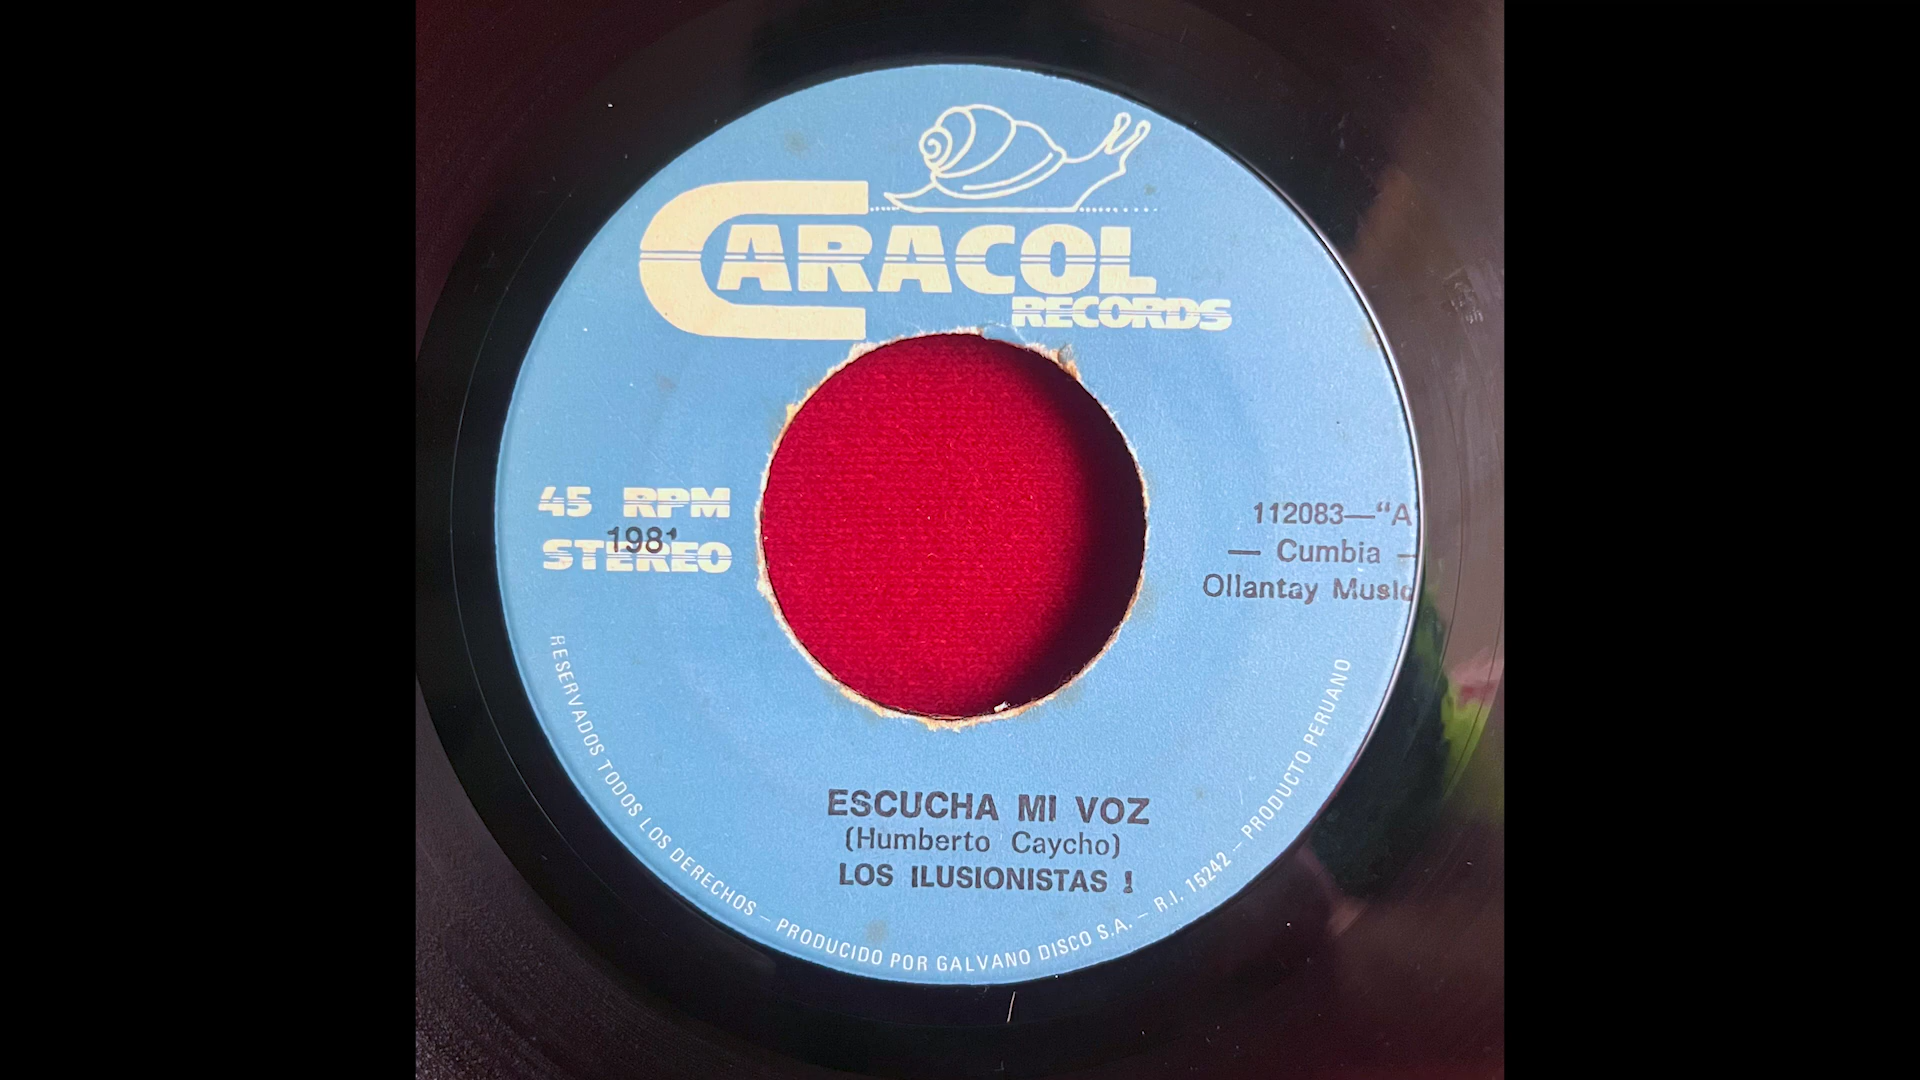 CARACOL
RECORDS
45 RPM
1981
STEREO
112083—“A
— Cumbia —
Ollantay Music
ESCUCHA MI VOZ
(Humberto Caycho)
LOS ILUSIONISTAS !
RESERVADOS TODOS LOS DERECHOS – PRODUCIDO POR GALVANO DISCO S.A. – R.I. 15242 – PRODUCTO PERUANO